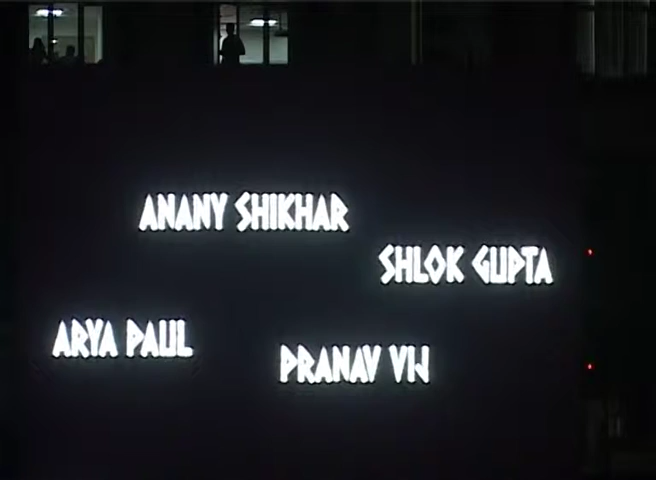 ANANY SHIKHAR
SHLOK GUPTA
ARYA PAUL
PRANAV VIJ